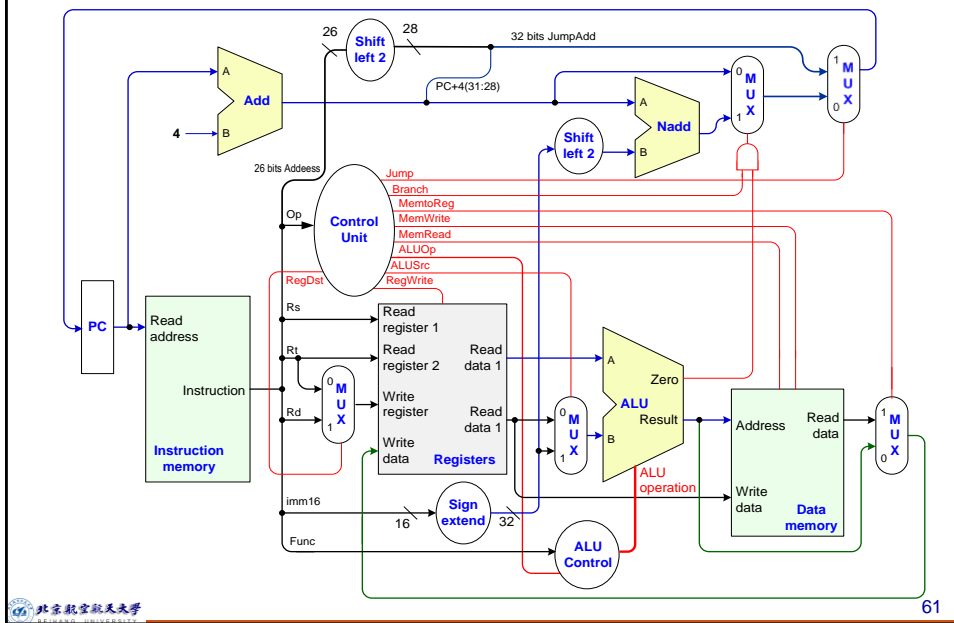 26
Shift
left 2
28
32 bits JumpAdd
PC+4(31:28)
A
Add
B
4
A
Nadd
B
Shift
left 2
0
M
U
X
1
1
M
U
X
0
26 bits Addeess
Op
Control
Unit
Jump
Branch
MemtoReg
MemWrite
MemRead
ALUOp
ALUSrc
RegWrite
RegDst
PC
Read
address
Instruction
Instruction
memory
Rs
Rt
Rd
0
M
U
X
1
Read
register 1
Read
register 2
Write
register
Write
data
Read
data 1
Read
data 1
Registers
0
M
U
X
1
A
B
Zero
ALU
Result
ALU
operation
Address
Read
data
Write
data
Data
memory
1
M
U
X
0
imm16
16
Sign
extend
32
Func
ALU
Control
北京航空航天大學
BEIHANG UNIVERSITY
61